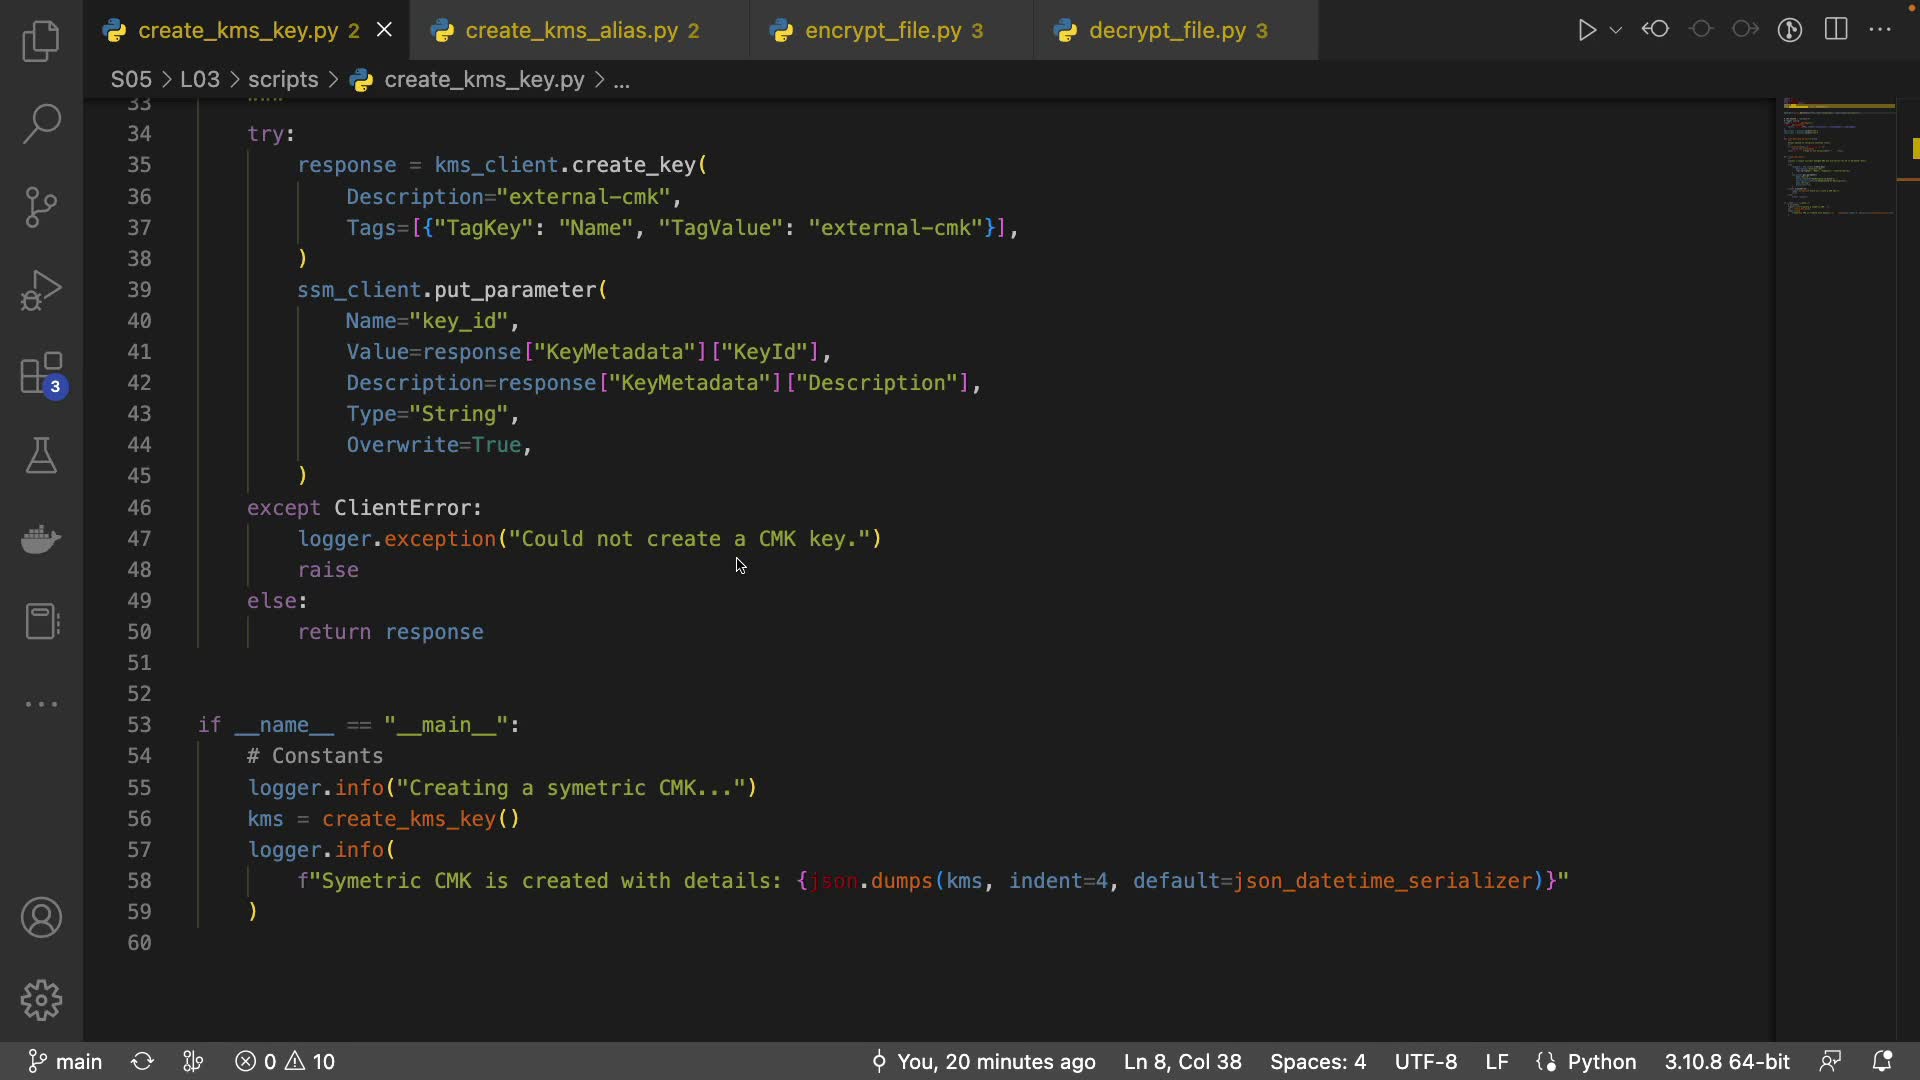 create_kms_key.py 2
create_kms_alias.py 2
encrypt_file.py 3
decrypt_file.py 3
S05 > L03 > scripts > create_kms_key.py > ...
33 """
34 try:
35 response = kms_client.create_key(
36 Description="external-cmk",
37 Tags=[{"TagKey": "Name", "TagValue": "external-cmk"}],
38 )
39 ssm_client.put_parameter(
40 Name="key_id",
41 Value=response["KeyMetadata"]["KeyId"],
42 Description=response["KeyMetadata"]["Description"],
43 Type="String",
44 Overwrite=True,
45 )
46 except ClientError:
47 logger.exception("Could not create a CMK key.")
48 raise
49 else:
50 return response
51
52
53 if __name__ == "__main__":
54 # Constants
55 logger.info("Creating a symetric CMK...")
56 kms = create_kms_key()
57 logger.info(
58 f"Symetric CMK is created with details: {json.dumps(kms, indent=4, default=json_datetime_serializer)}"
59 )
60
3
main 0 10 You, 20 minutes ago Ln 8, Col 38 Spaces: 4 UTF-8 LF Python 3.10.8 64-bit